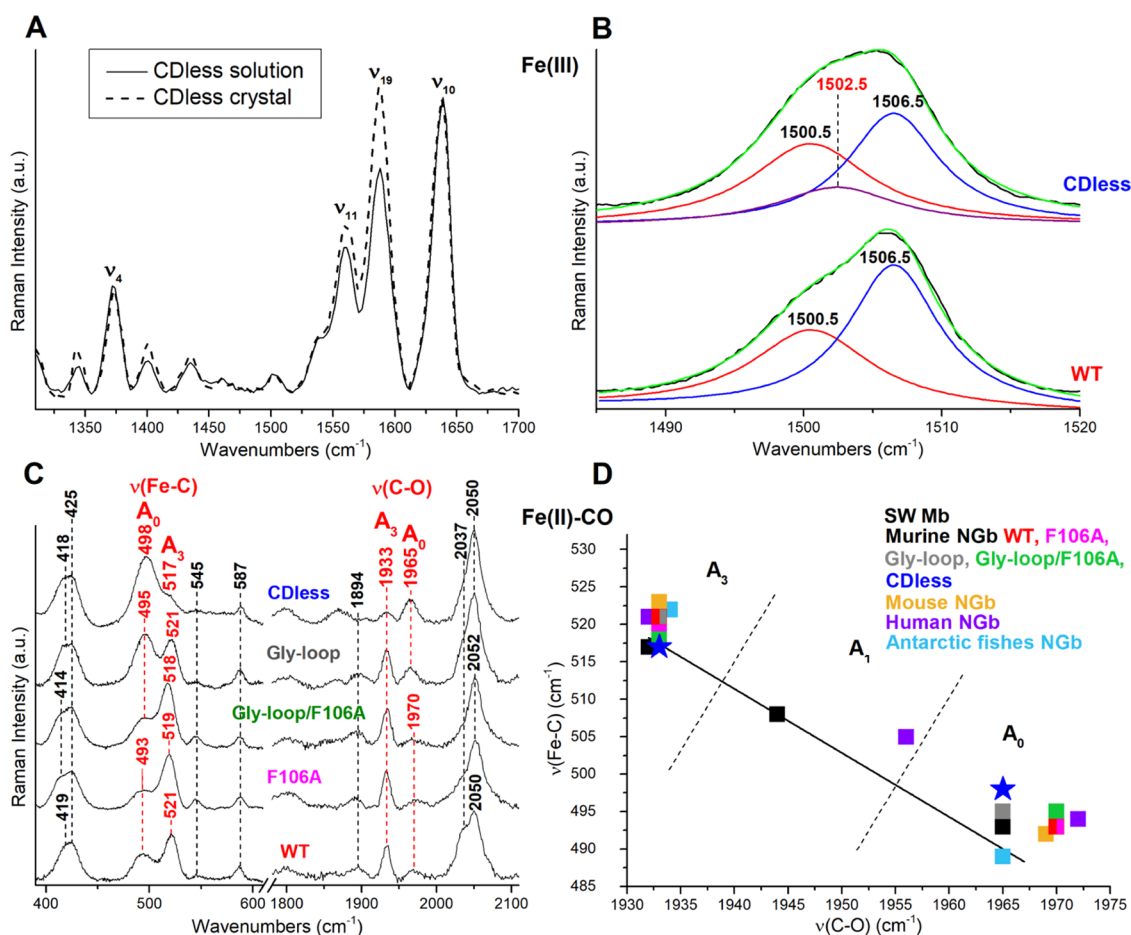 A
CDless solution
CDless crystal
ν4
ν11
ν19
ν10
Raman Intensity (a.u.)
1350 1400 1450 1500 1550 1600 1650 1700
Wavenumbers (cm-1)
B
Fe(III)
1502.5
1500.5
1506.5
CDless
1500.5
1506.5
WT
Raman Intensity (a.u.)
1490 1500 1510 1520
Wavenumbers (cm-1)
C
ν(Fe-C)
ν(C-O)
A0
A3
A3
A0
418 425 498 517 545 587 1894 1933 1965 2037 2050
CDless
495 521 2052
Gly-loop
414 518 1970
Gly-loop/F106A
493 519
F106A
419 521 2050
WT
Raman Intensity (a.u.)
400 500 600 1800 1900 2000 2100
Wavenumbers (cm-1)
D
Fe(II)-CO
SW Mb
Murine NGb WT, F106A,
Gly-loop, Gly-loop/F106A,
CDless
Mouse NGb
Human NGb
Antarctic fishes NGb
A3
A1
A0
ν(Fe-C) (cm-1)
530
525
520
515
510
505
500
495
490
485
1930 1935 1940 1945 1950 1955 1960 1965 1970 1975
ν(C-O) (cm-1)